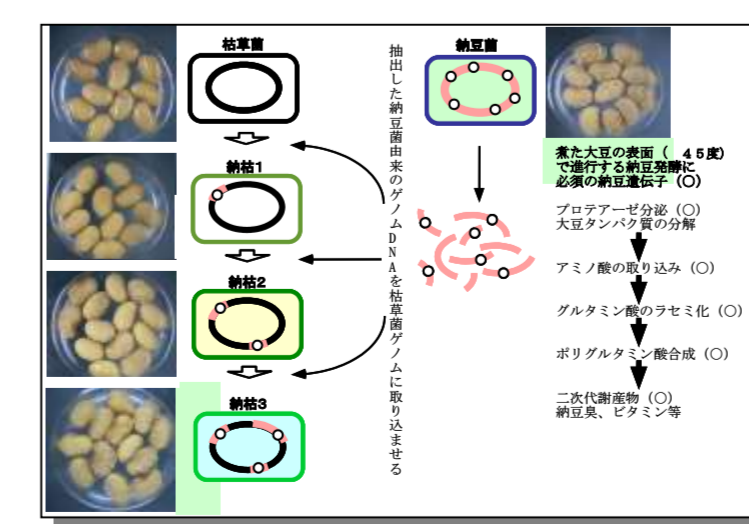 枯草菌
納枯1
納枯2
納枯3
抽出した納豆菌由来のゲノムDNAを枯草菌ゲノムに取り込ませる
納豆菌
煮た大豆の表面（　４５度）
で進行する納豆発酵に
必須の納豆遺伝子（○）
プロテアーゼ分泌（○）
大豆タンパク質の分解
アミノ酸の取り込み（○）
グルタミン酸のラセミ化（○）
ポリグルタミン酸合成（○）
二次代謝産物（○）
納豆臭、ビタミン等